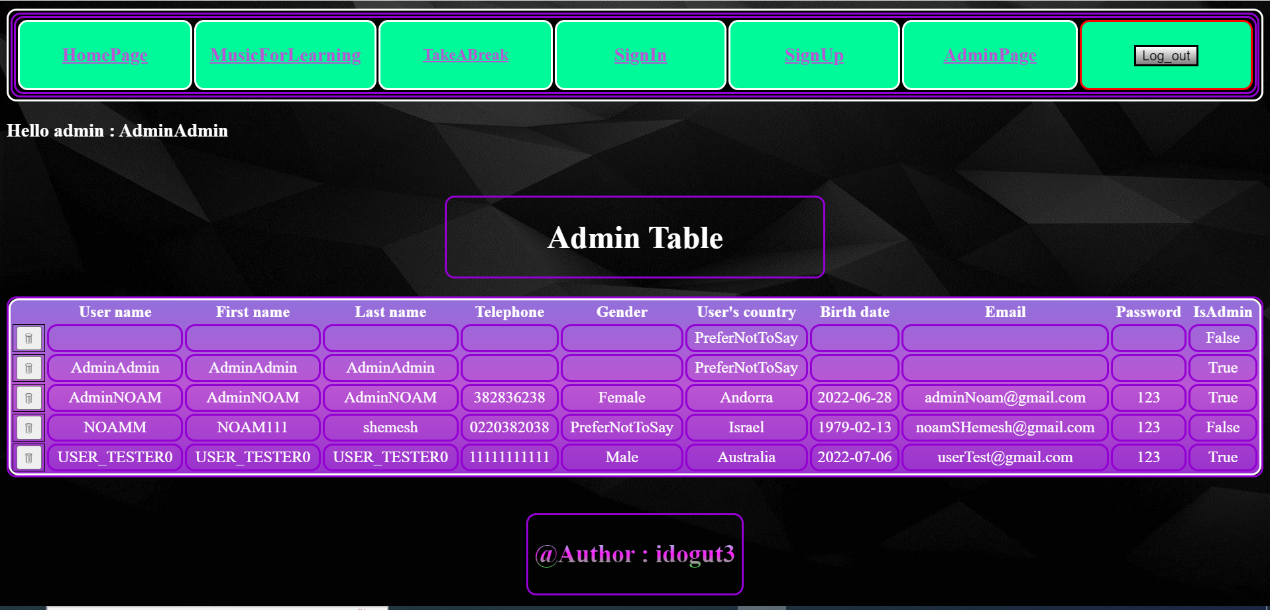 HomePage MusicForLearning TakeABreak SignIn SignUp AdminPage Log_out
Hello admin : AdminAdmin
Admin Table
User name First name Last name Telephone Gender User's country Birth date Email Password IsAdmin
PreferNotToSay False
AdminAdmin AdminAdmin AdminAdmin PreferNotToSay True
AdminNOAM AdminNOAM AdminNOAM 382836238 Female Andorra 2022-06-28 adminNoam@gmail.com 123 True
NOAMM NOAM111 shemesh 0220382038 PreferNotToSay Israel 1979-02-13 noamSHemesh@gmail.com 123 False
USER_TESTER0 USER_TESTER0 USER_TESTER0 11111111111 Male Australia 2022-07-06 userTest@gmail.com 123 True
@Author : idogut3